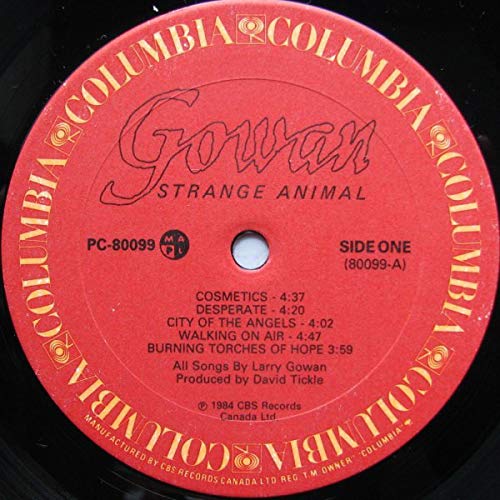 COLUMBIA COLUMBIA COLUMBIA COLUMBIA COLUMBIA COLUMBIA
Gowan
STRANGE ANIMAL
PC-80099 MAPL SIDE ONE
(80099-A)
COSMETICS - 4:37
DESPERATE - 4:20
CITY OF THE ANGELS - 4:02
WALKING ON AIR - 4:47
BURNING TORCHES OF HOPE 3:59
All Songs By Larry Gowan
Produced by David Tickle
℗ 1984 CBS Records
Canada Ltd
MANUFACTURED BY CBS RECORDS CANADA LTD REG T.M. OWNER "COLUMBIA"